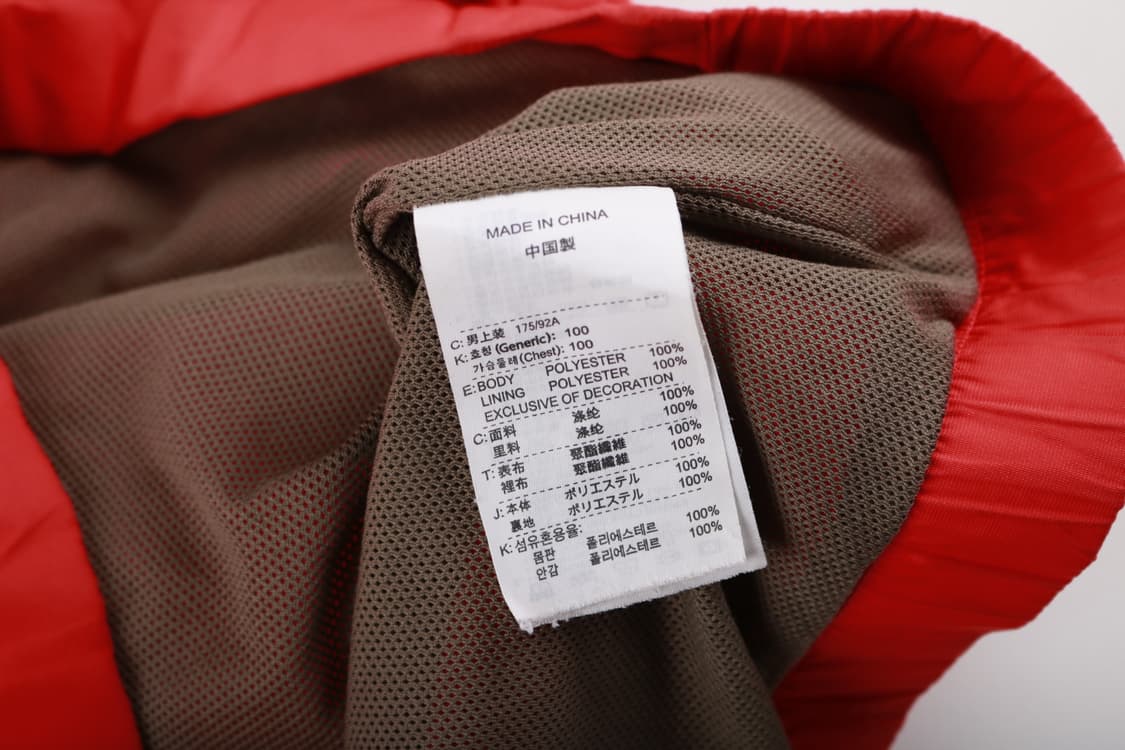 MADE IN CHINA
中国製
C: 男上装 175/92A
K: 호칭 (Generic): 100
가슴둘레(Chest): 100
E: BODY POLYESTER 100%
LINING POLYESTER 100%
EXCLUSIVE OF DECORATION
C: 面料 涤纶 100%
里料 涤纶 100%
T: 表布 聚酯纖維 100%
裡布 聚酯纖維 100%
J: 本体 ポリエステル 100%
裏地 ポリエステル 100%
K: 섬유혼용율:
몸판 폴리에스테르 100%
안감 폴리에스테르 100%